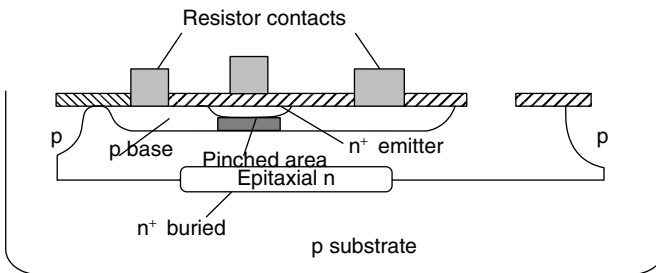 Resistor contacts
p
p base
n⁺ emitter
p
Pinched area
Epitaxial n
n⁺ buried
p substrate